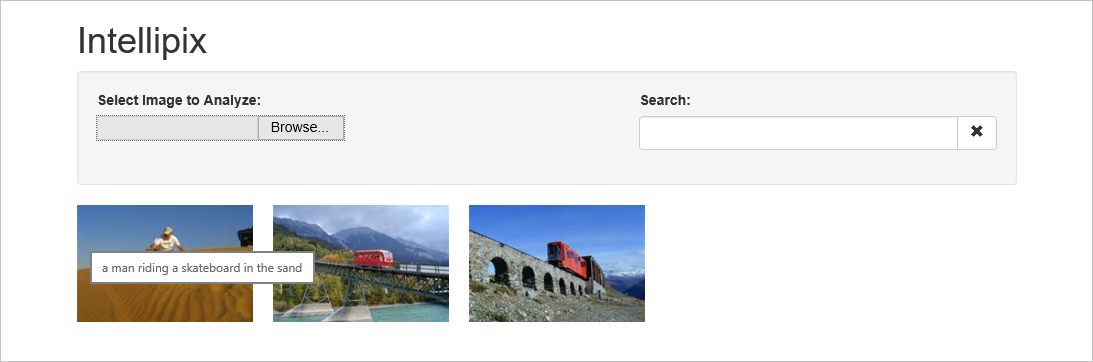 Intellipix
Select Image to Analyze:
Search:
Browse...
a man riding a skateboard in the sand